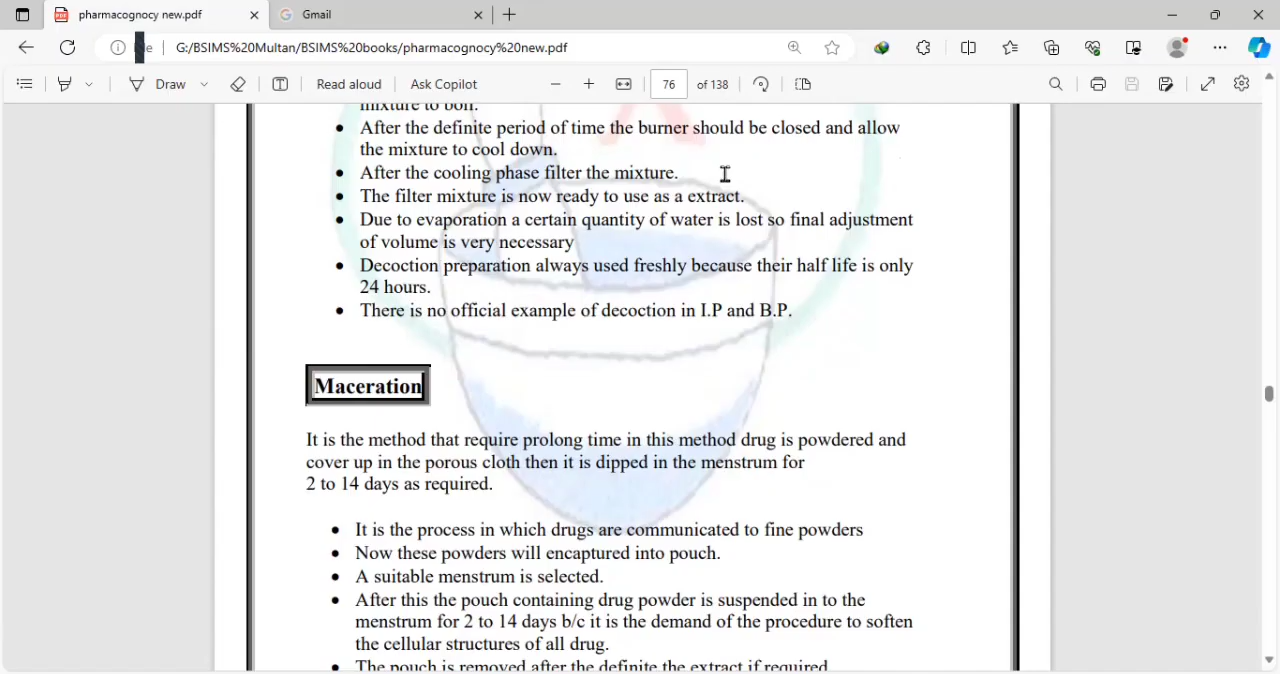 pharmacognocy new.pdf
Gmail
G:/BSIMS%20Multan/BSIMS%20books/pharmacognocy%20new.pdf
Draw
Read aloud
Ask Copilot
76 of 138
mixture to boil.
• After the definite period of time the burner should be closed and allow
the mixture to cool down.
• After the cooling phase filter the mixture.
• The filter mixture is now ready to use as a extract.
• Due to evaporation a certain quantity of water is lost so final adjustment
of volume is very necessary
• Decoction preparation always used freshly because their half life is only
24 hours.
• There is no official example of decoction in I.P and B.P.
Maceration
It is the method that require prolong time in this method drug is powdered and
cover up in the porous cloth then it is dipped in the menstrum for
2 to 14 days as required.
• It is the process in which drugs are communicated to fine powders
• Now these powders will encaptured into pouch.
• A suitable menstrum is selected.
• After this the pouch containing drug powder is suspended in to the
menstrum for 2 to 14 days b/c it is the demand of the procedure to soften
the cellular structures of all drug.
• The pouch is removed after the definite the extract if required